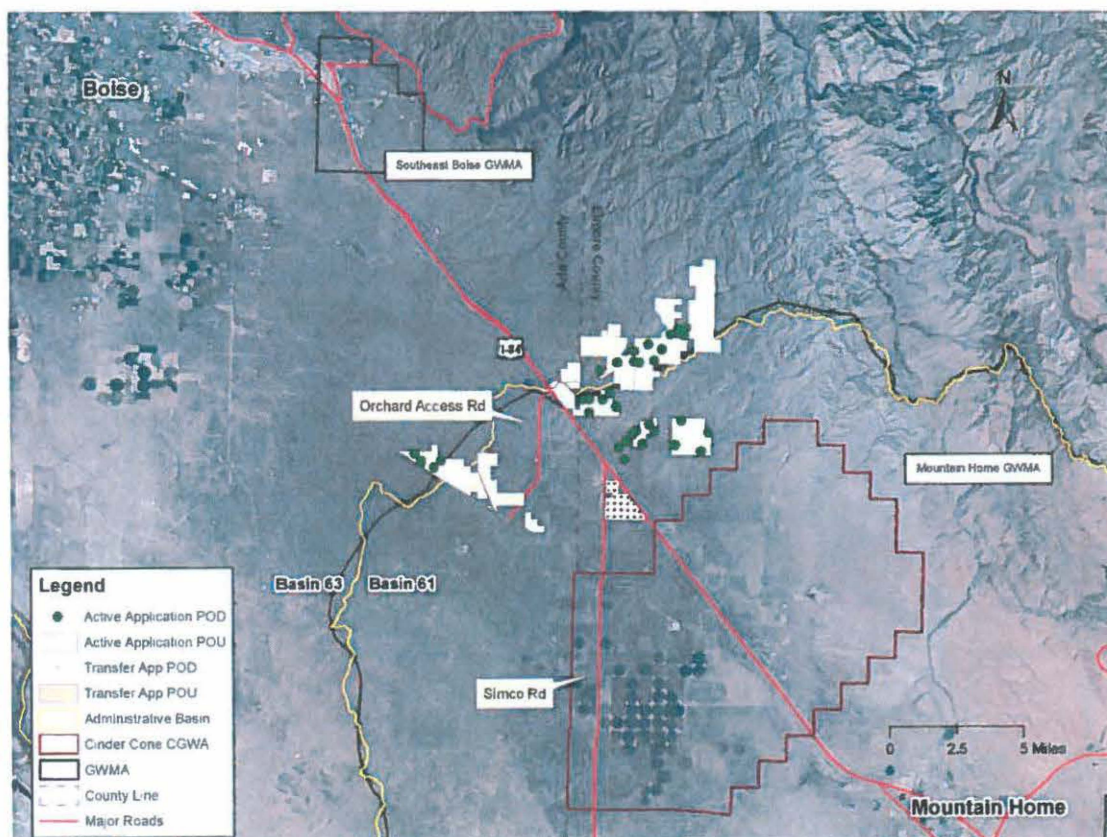 Boise
N
Southeast Boise GWMA
Ada County
Elmore County
I-84
Orchard Access Rd
Mountain Home GWMA
Basin 63
Basin 61
Simco Rd
0 2.5 5 Miles
Mountain Home
Legend
Active Application POD
Active Application POU
Transfer App POD
Transfer App POU
Administrative Basin
Cinder Cone CGWA
GWMA
County Line
Major Roads